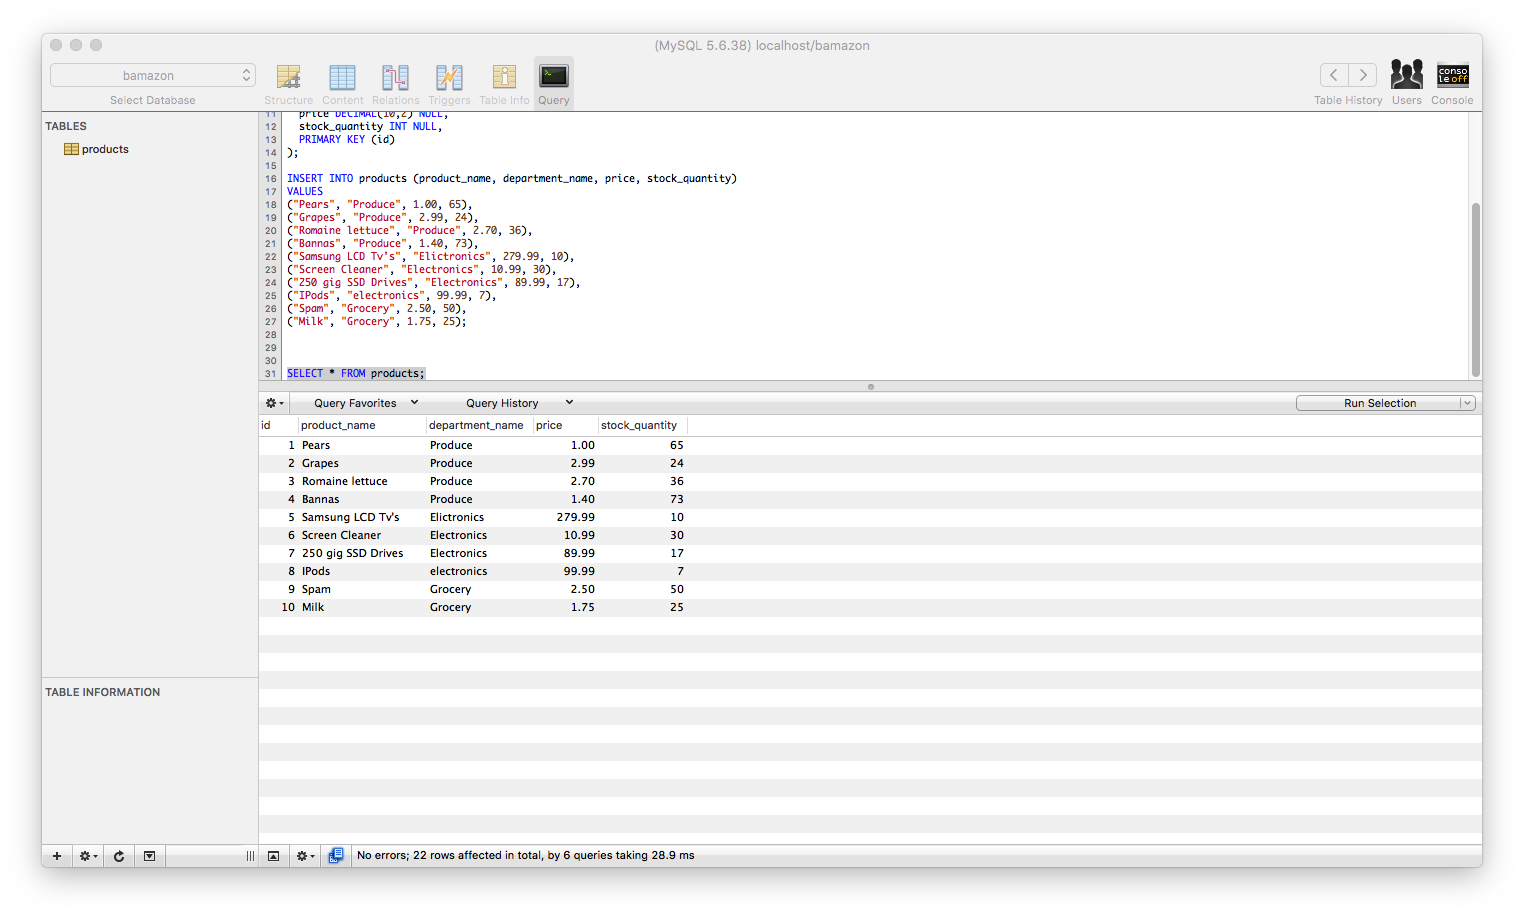 (MySQL 5.6.38) localhost/bamazon
bamazon
Select Database
Structure Content Relations Triggers Table Info Query
Table History Users Console
conso
le off
TABLES
products
11 price DECIMAL(10,2) NULL,
12 stock_quantity INT NULL,
13 PRIMARY KEY (id)
14 );
15
16 INSERT INTO products (product_name, department_name, price, stock_quantity)
17 VALUES
18 ("Pears", "Produce", 1.00, 65),
19 ("Grapes", "Produce", 2.99, 24),
20 ("Romaine lettuce", "Produce", 2.70, 36),
21 ("Bannas", "Produce", 1.40, 73),
22 ("Samsung LCD Tv's", "Elictronics", 279.99, 10),
23 ("Screen Cleaner", "Electronics", 10.99, 30),
24 ("250 gig SSD Drives", "Electronics", 89.99, 17),
25 ("IPods", "electronics", 99.99, 7),
26 ("Spam", "Grocery", 2.50, 50),
27 ("Milk", "Grocery", 1.75, 25);
28
29
30
31 SELECT * FROM products;
Query Favorites Query History Run Selection
id product_name department_name price stock_quantity
1 Pears Produce 1.00 65
2 Grapes Produce 2.99 24
3 Romaine lettuce Produce 2.70 36
4 Bannas Produce 1.40 73
5 Samsung LCD Tv's Elictronics 279.99 10
6 Screen Cleaner Electronics 10.99 30
7 250 gig SSD Drives Electronics 89.99 17
8 IPods electronics 99.99 7
9 Spam Grocery 2.50 50
10 Milk Grocery 1.75 25
TABLE INFORMATION
No errors; 22 rows affected in total, by 6 queries taking 28.9 ms